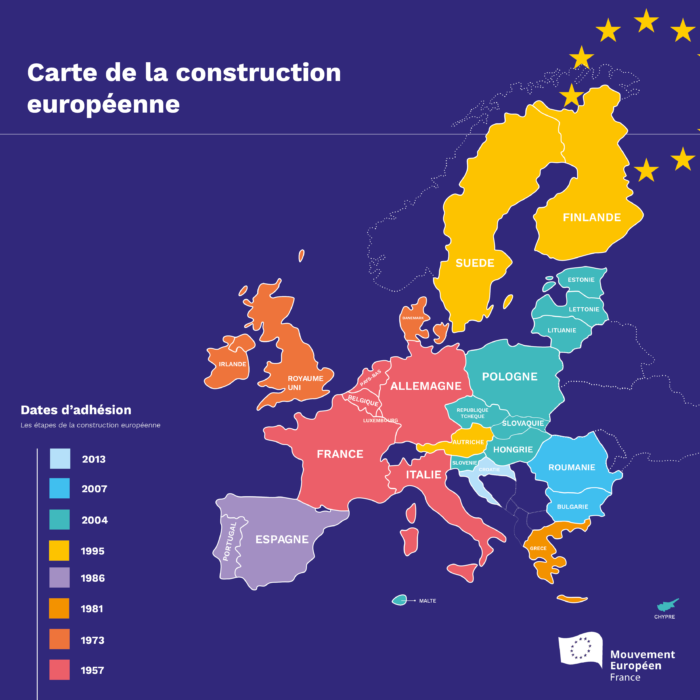 Carte de la construction
européenne
FINLANDE
SUEDE
ESTONIE
LETTONIE
LITUANIE
DANEMARK
IRLANDE
ROYAUME
UNI
PAYS-BAS
ALLEMAGNE
POLOGNE
BELGIQUE
LUXEMBOURG
REPUBLIQUE
TCHEQUE
SLOVAQUIE
AUTRICHE
HONGRIE
FRANCE
ITALIE
SLOVENIE
CROATIE
ROUMANIE
BULGARIE
PORTUGAL
ESPAGNE
GRECE
MALTE
CHYPRE
Dates d'adhésion
Les étapes de la construction européenne
2013
2007
2004
1995
1986
1981
1973
1957
Mouvement
Européen
France